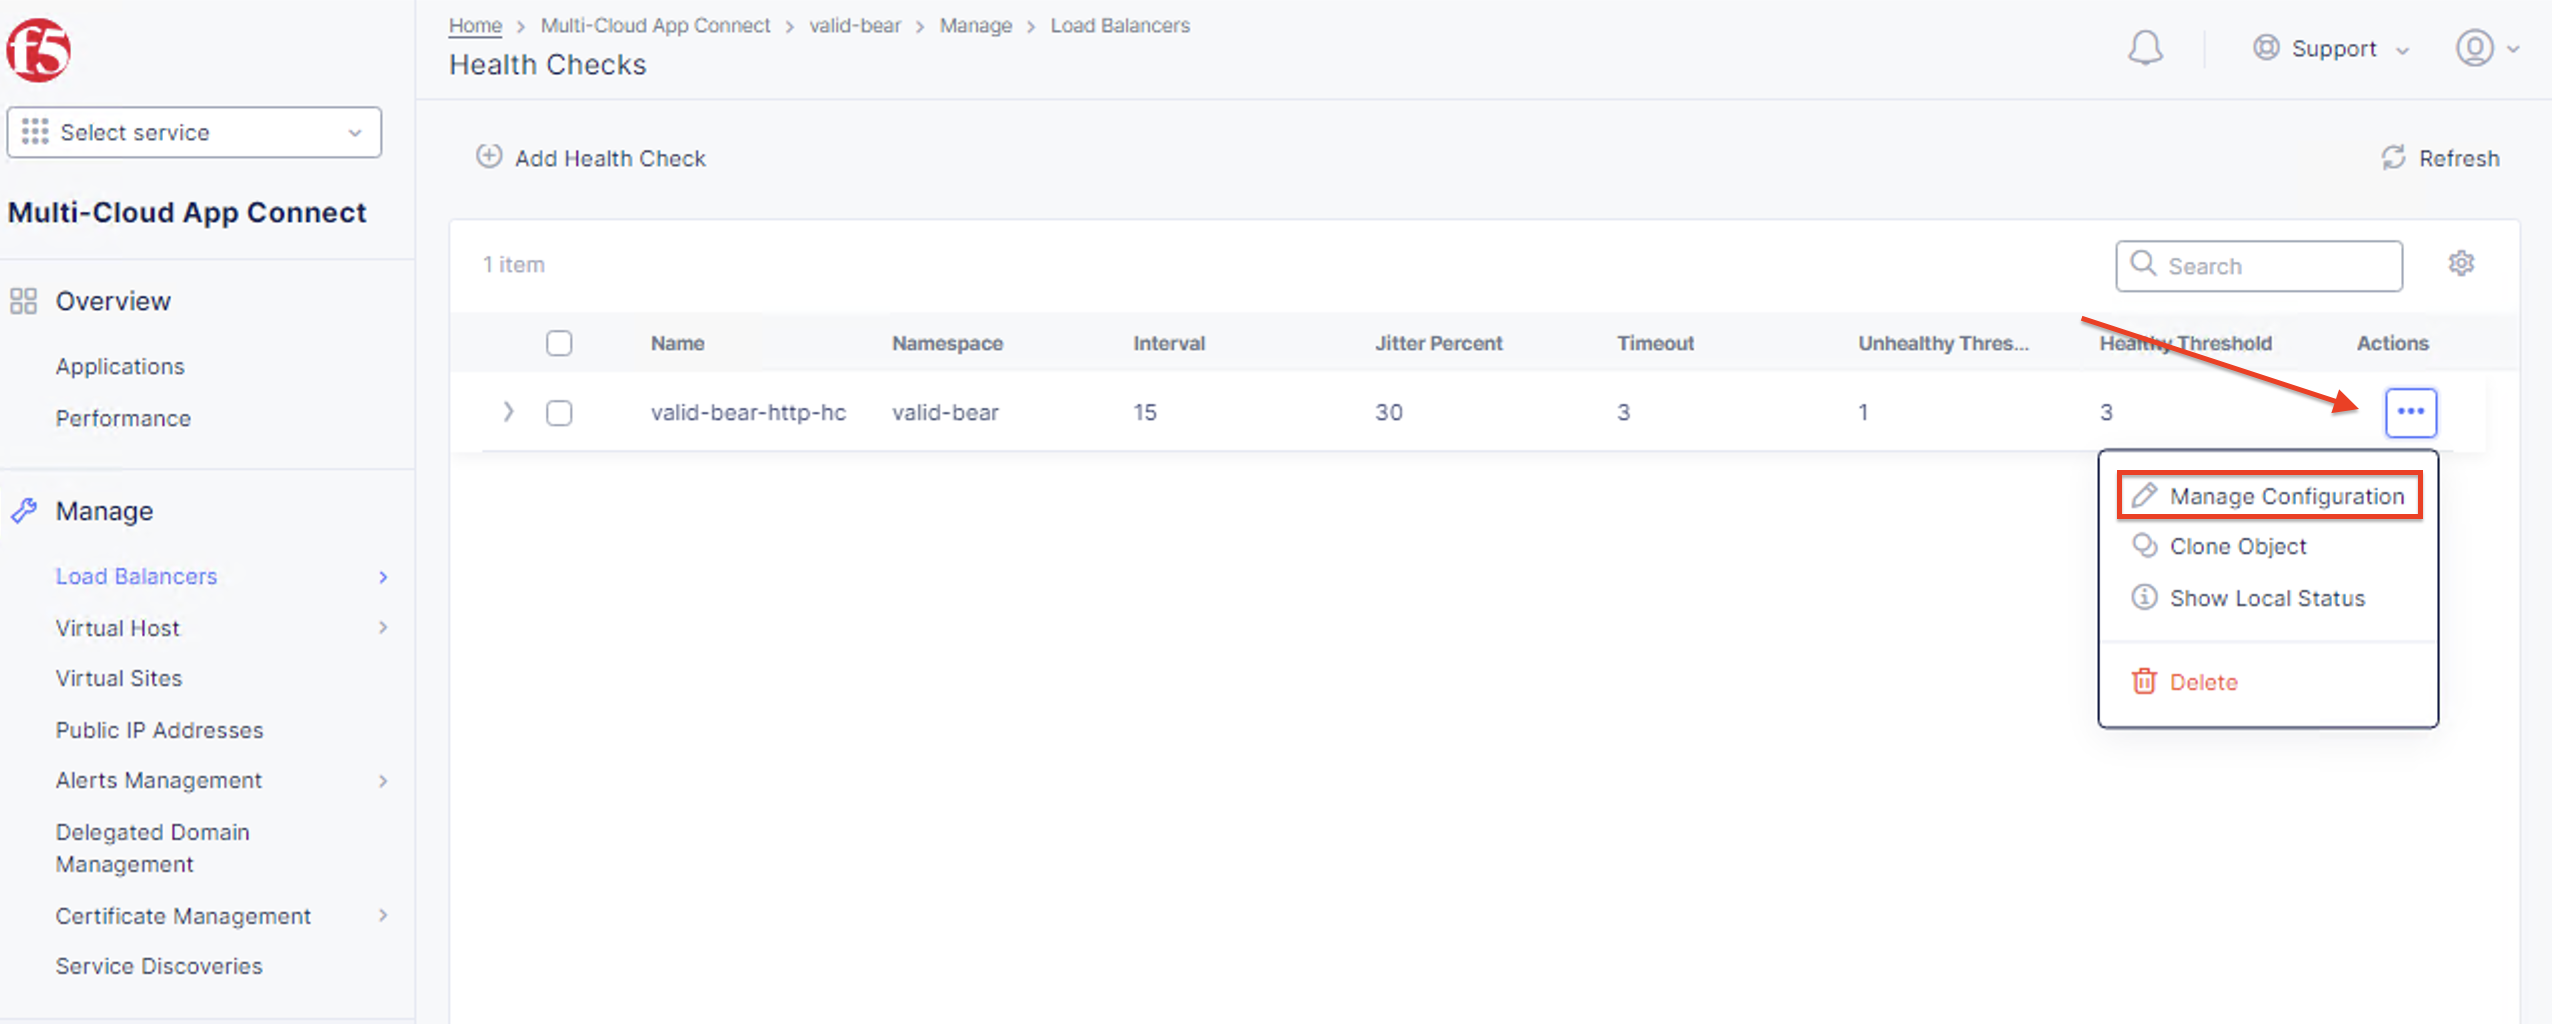 f5
Home > Multi-Cloud App Connect > valid-bear > Manage > Load Balancers
Health Checks
Support
Select service
Multi-Cloud App Connect
Overview
Applications
Performance
Manage
Load Balancers
Virtual Host
Virtual Sites
Public IP Addresses
Alerts Management
Delegated Domain
Management
Certificate Management
Service Discoveries
Add Health Check
Refresh
1 item
Search
Name Namespace Interval Jitter Percent Timeout Unhealthy Thres... Healthy Threshold Actions
valid-bear-http-hc valid-bear 15 30 3 1 3
Manage Configuration
Clone Object
Show Local Status
Delete